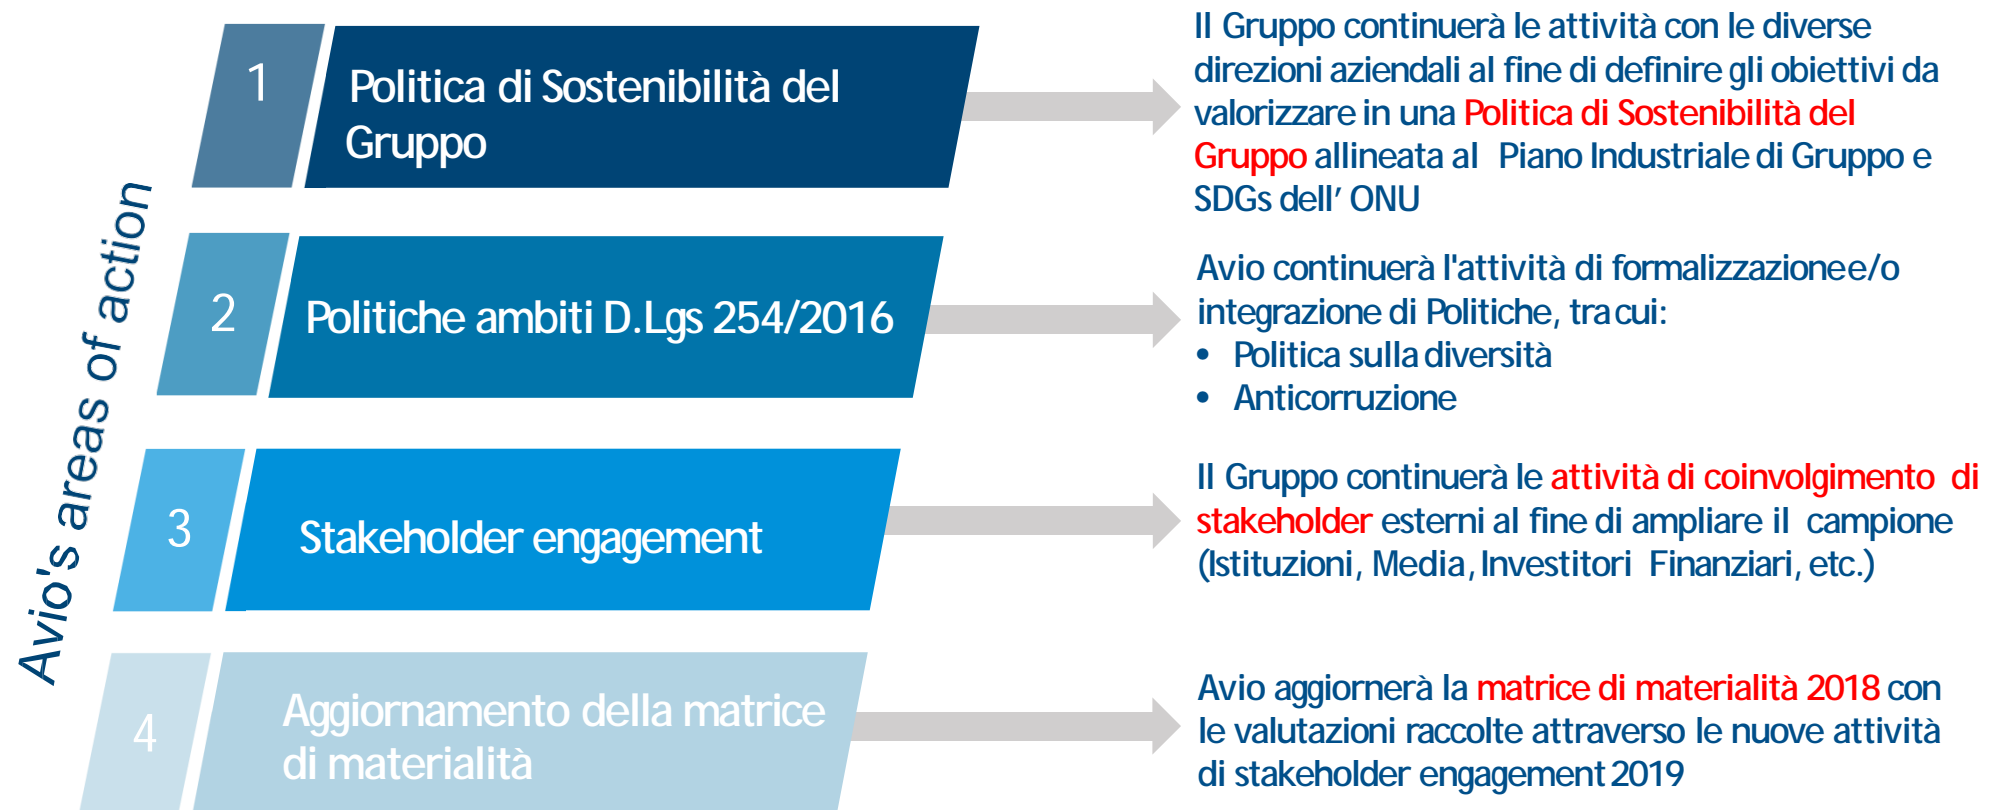 Avio's areas of action
1
Politica di Sostenibilità del
Gruppo
Il Gruppo continuerà le attività con le diverse
direzioni aziendali al fine di definire gli obiettivi da
valorizzare in una Politica di Sostenibilità del
Gruppo allineata al Piano Industriale di Gruppo e
SDGs dell' ONU
2
Politiche ambiti D.Lgs 254/2016
Avio continuerà l'attività di formalizzazione e/o
integrazione di Politiche, tra cui:
• Politica sulla diversità
• Anticorruzione
3
Stakeholder engagement
Il Gruppo continuerà le attività di coinvolgimento di
stakeholder esterni al fine di ampliare il campione
(Istituzioni, Media, Investitori Finanziari, etc.)
4
Aggiornamento della matrice
di materialità
Avio aggiornerà la matrice di materialità 2018 con
le valutazioni raccolte attraverso le nuove attività
di stakeholder engagement 2019